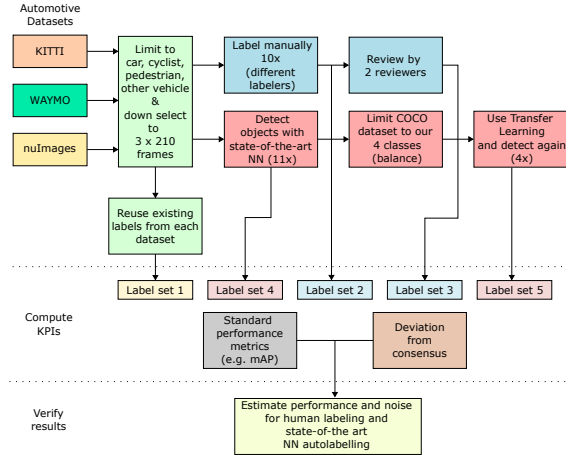 Automotive
Datasets
KITTI
WAYMO
nuImages
Limit to
car, cyclist,
pedestrian,
other vehicle
&
down select
to
3 x 210
frames
Label manually
10x
(different
labelers)
Review by
2 reviewers
Detect
objects with
state-of-the-art
NN (11x)
Limit COCO
dataset to our
4 classes
(balance)
Use Transfer
Learning
and detect again
(4x)
Reuse existing
labels from each
dataset
Label set 1
Label set 4
Label set 2
Label set 3
Label set 5
Compute
KPIs
Standard
performance
metrics
(e.g. mAP)
Deviation
from
consensus
Verify
results
Estimate performance and noise
for human labeling and
state-of-the art
NN autolabelling